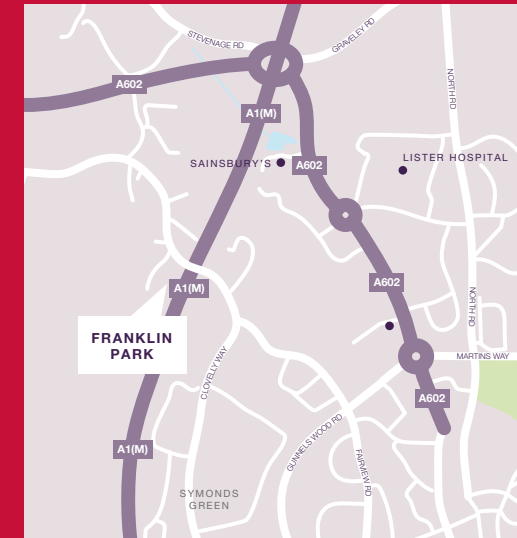 STEVENAGE RD
GRAVELEY RD
A602
NORTH RD
A1(M)
SAINSBURY'S
A602
LISTER HOSPITAL
A602
A1(M)
NORTH RD
FRANKLIN
PARK
MARTINS WAY
CLOVELLY WAY
A602
GUNNELS WOOD RD
A1(M)
FAIRVIEW RD
SYMONDS
GREEN